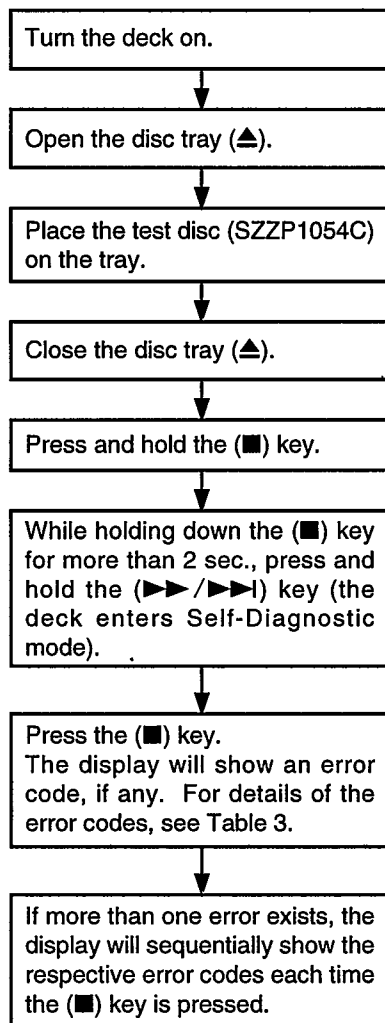 Turn the deck on.
Open the disc tray (⏏).
Place the test disc (SZZP1054C)
on the tray.
Close the disc tray (⏏).
Press and hold the (■) key.
While holding down the (■) key
for more than 2 sec., press and
hold the (▶▶/▶▶|) key (the
deck enters Self-Diagnostic
mode).
Press the (■) key.
The display will show an error
code, if any. For details of the
error codes, see Table 3.
If more than one error exists, the
display will sequentially show the
respective error codes each time
the (■) key is pressed.